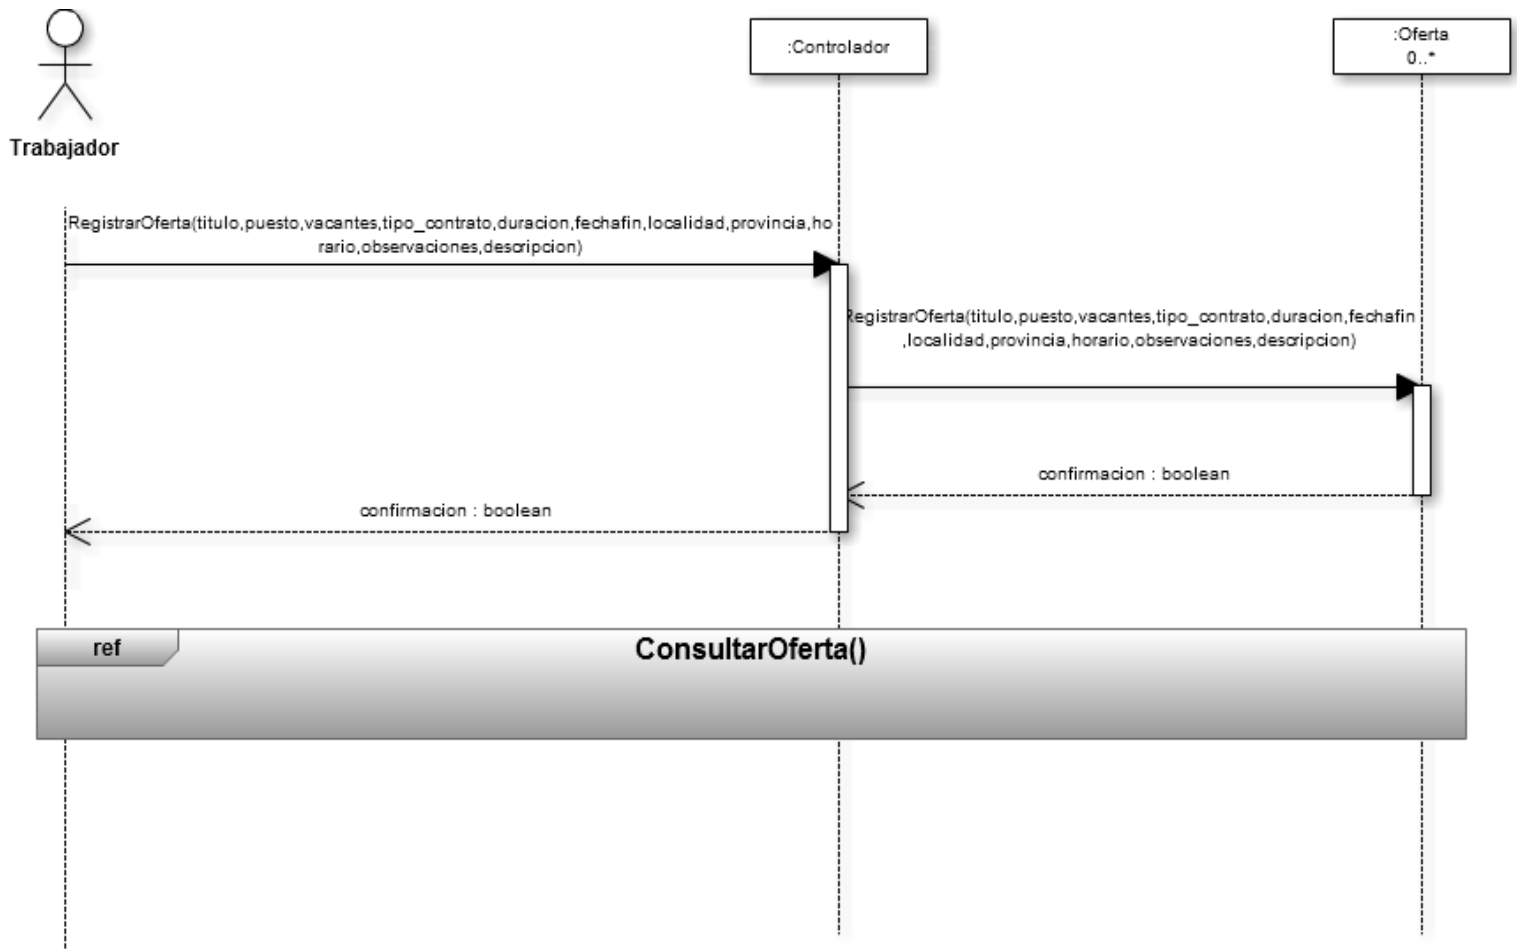 :Controlador
:Oferta
0..*
Trabajador
RegistrarOferta(titulo,puesto,vacantes,tipo_contrato,duracion,fechafin,localidad,provincia,ho
rario,observaciones,descripcion)
RegistrarOferta(titulo,puesto,vacantes,tipo_contrato,duracion,fechafin
,localidad,provincia,horario,observaciones,descripcion)
confirmacion : boolean
confirmacion : boolean
ref
ConsultarOferta()